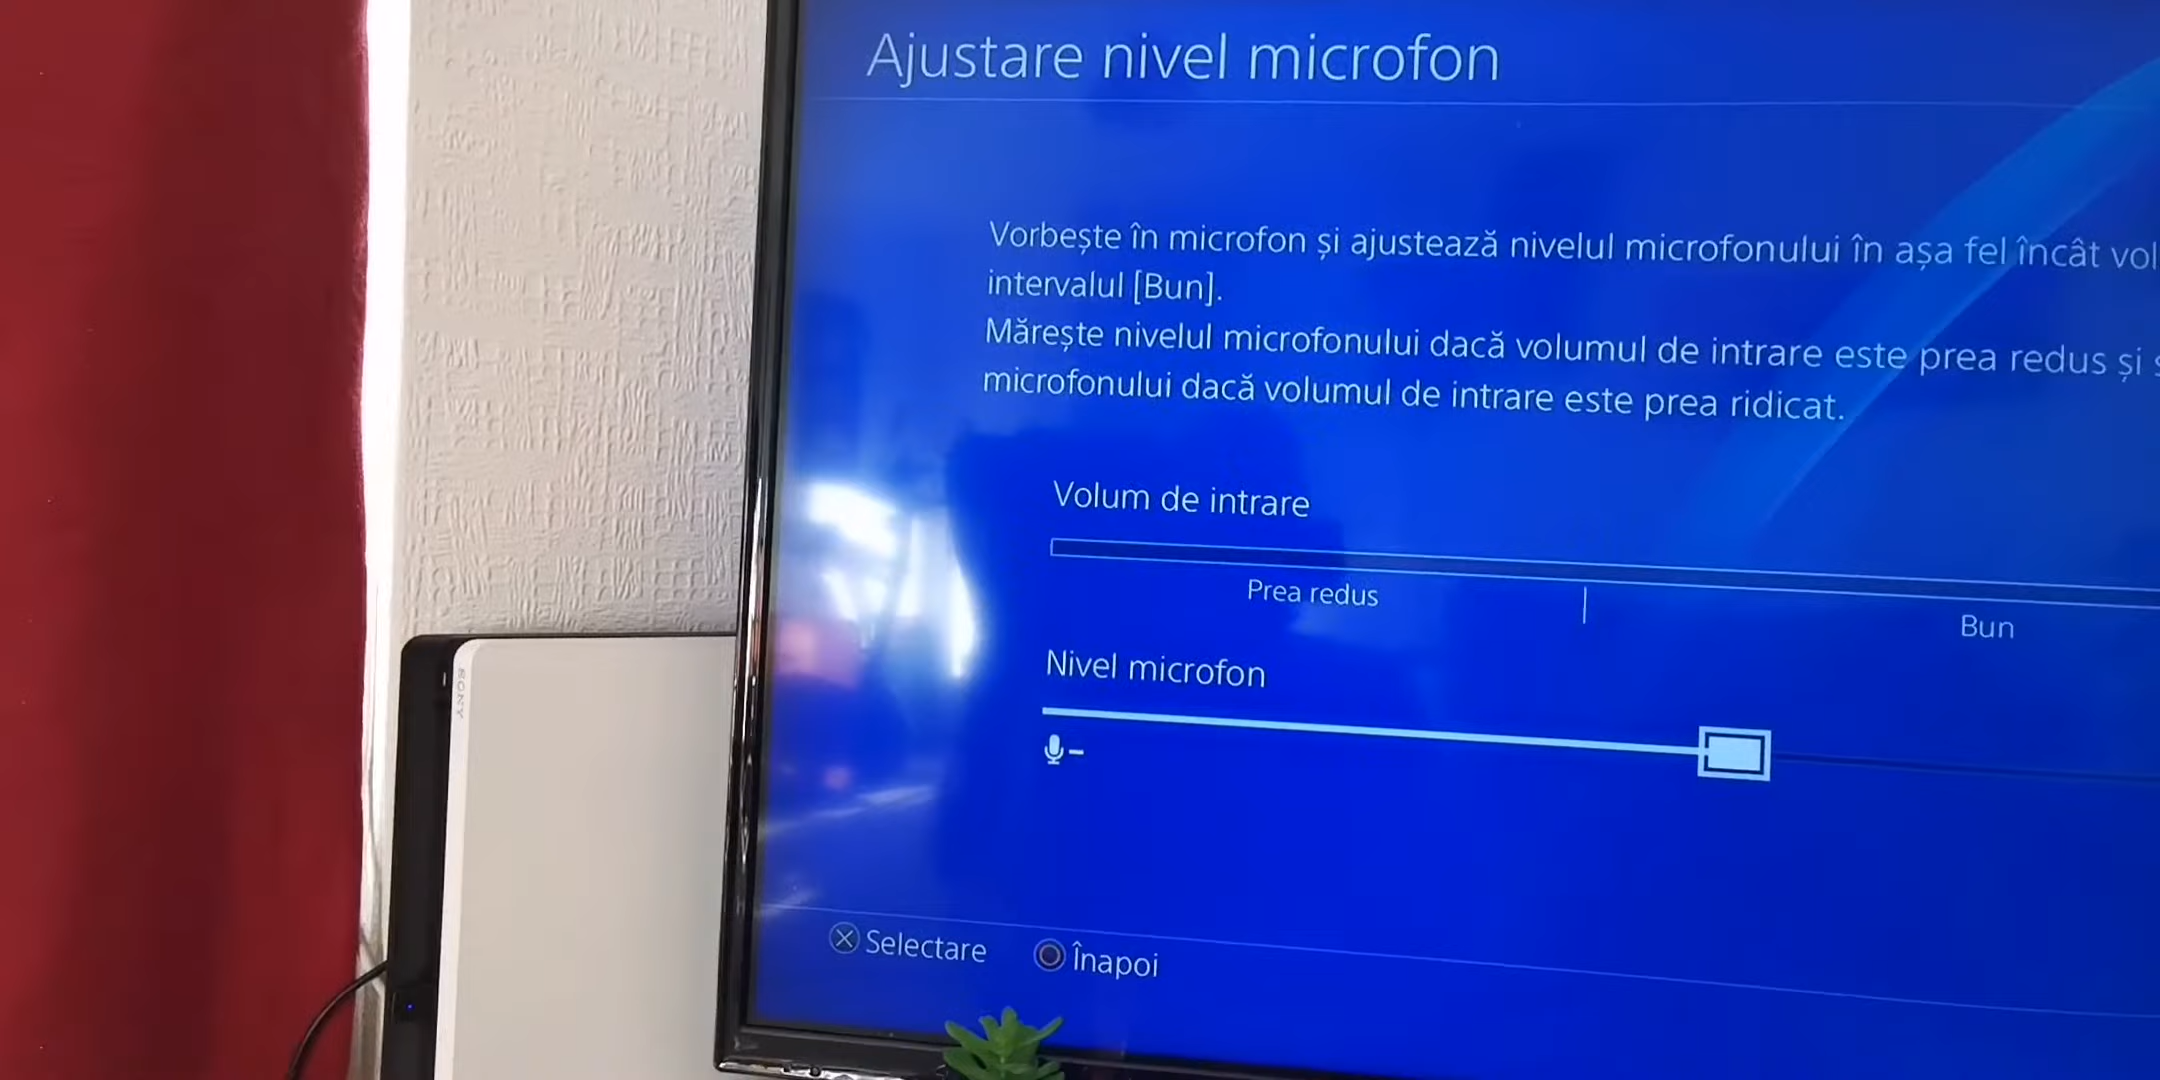 Ajustare nivel microfon
Vorbește în microfon și ajustează nivelul microfonului în așa fel încât
intervalul [Bun].
Mărește nivelul microfonului dacă volumul de intrare este prea redus și
microfonului dacă volumul de intrare este prea ridicat.
Volum de intrare
Prea redus
Bun
Nivel microfon
Selectare
Înapoi
SONY